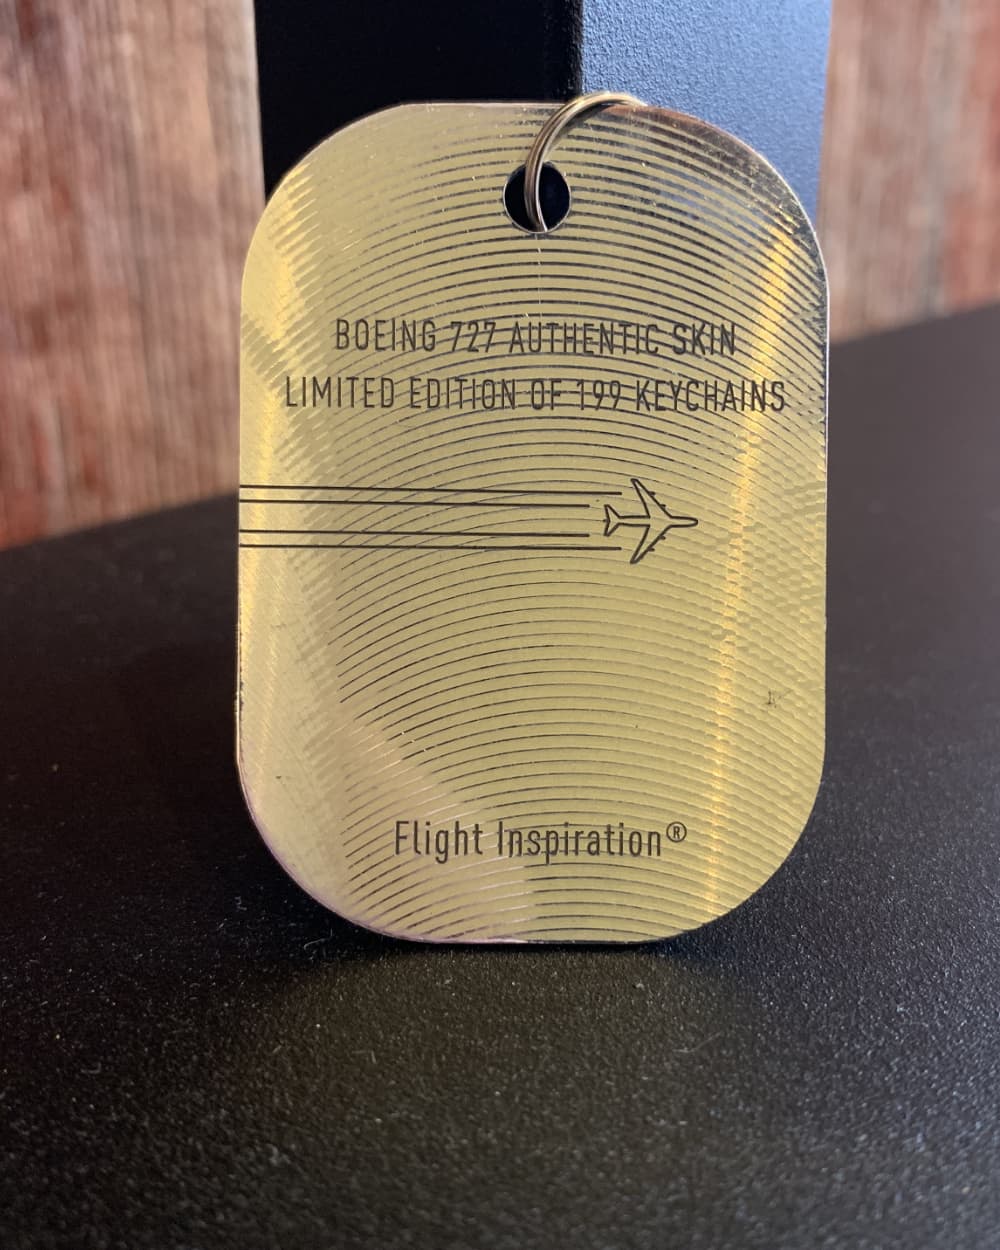 BOEING 727 AUTHENTIC SKIN
LIMITED EDITION OF 199 KEYCHAINS
Flight Inspiration®